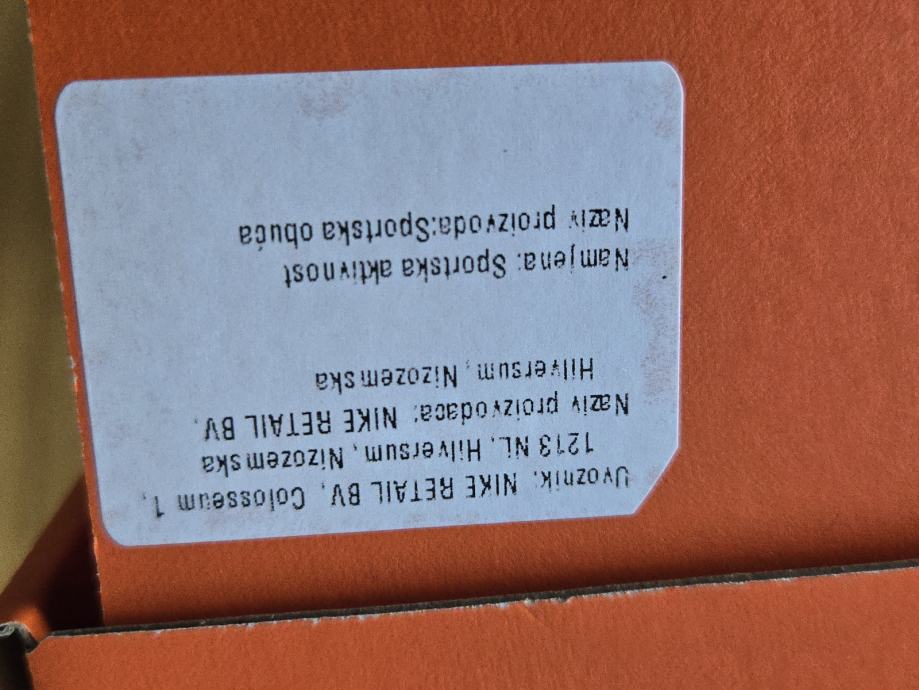 Uvoznik: NIKE RETAIL BV, Colosseum 1,
1213 NL, Hilversum, Nizozemska
Naziv proizvodaca: NIKE RETAIL BV,
Hilversum, Nizozemska
Namjena: Sportska aktivnost
Naziv proizvoda:Sportska obuća